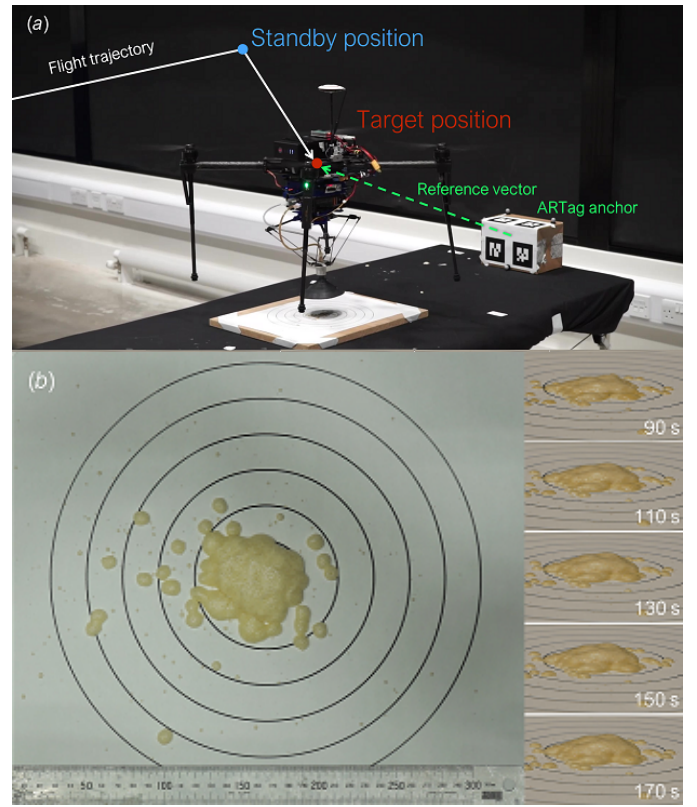 (a)
Standby position
Flight trajectory
Target position
Reference vector
ARTag anchor
(b)
90 s
110 s
130 s
150 s
170 s
50 100 150 200 250 300